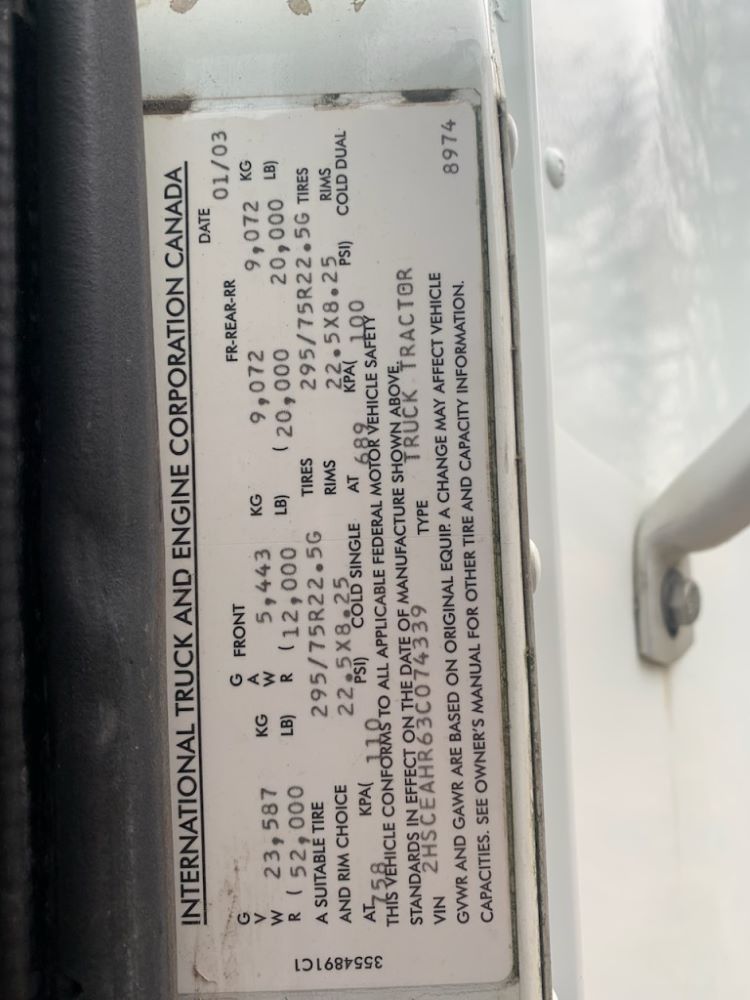 INTERNATIONAL TRUCK AND ENGINE CORPORATION CANADA
DATE 01/03
G G FRONT FR-REAR-RR
V 23,587 KG A 5,443 KG 9,072 9,072 KG
W W
R (52,000 LB) R (12,000 LB) (20,000 20,000 LB)
A SUITABLE TIRE 295/75R22.5G TIRES 295/75R22.5G TIRES
AND RIM CHOICE 22.5X8.25 RIMS 22.5X8.25 RIMS
AT 758 KPA( 110 PSI) COLD SINGLE AT 689 KPA( 100 PSI) COLD DUAL
THIS VEHICLE CONFORMS TO ALL APPLICABLE FEDERAL MOTOR VEHICLE SAFETY
STANDARDS IN EFFECT ON THE DATE OF MANUFACTURE SHOWN ABOVE.
VIN 2HSCEAHR63C074339 TYPE TRUCK TRACTOR
GVWR AND GAWR ARE BASED ON ORIGINAL EQUIP. A CHANGE MAY AFFECT VEHICLE
CAPACITIES. SEE OWNER'S MANUAL FOR OTHER TIRE AND CAPACITY INFORMATION.
8974
3554891C1